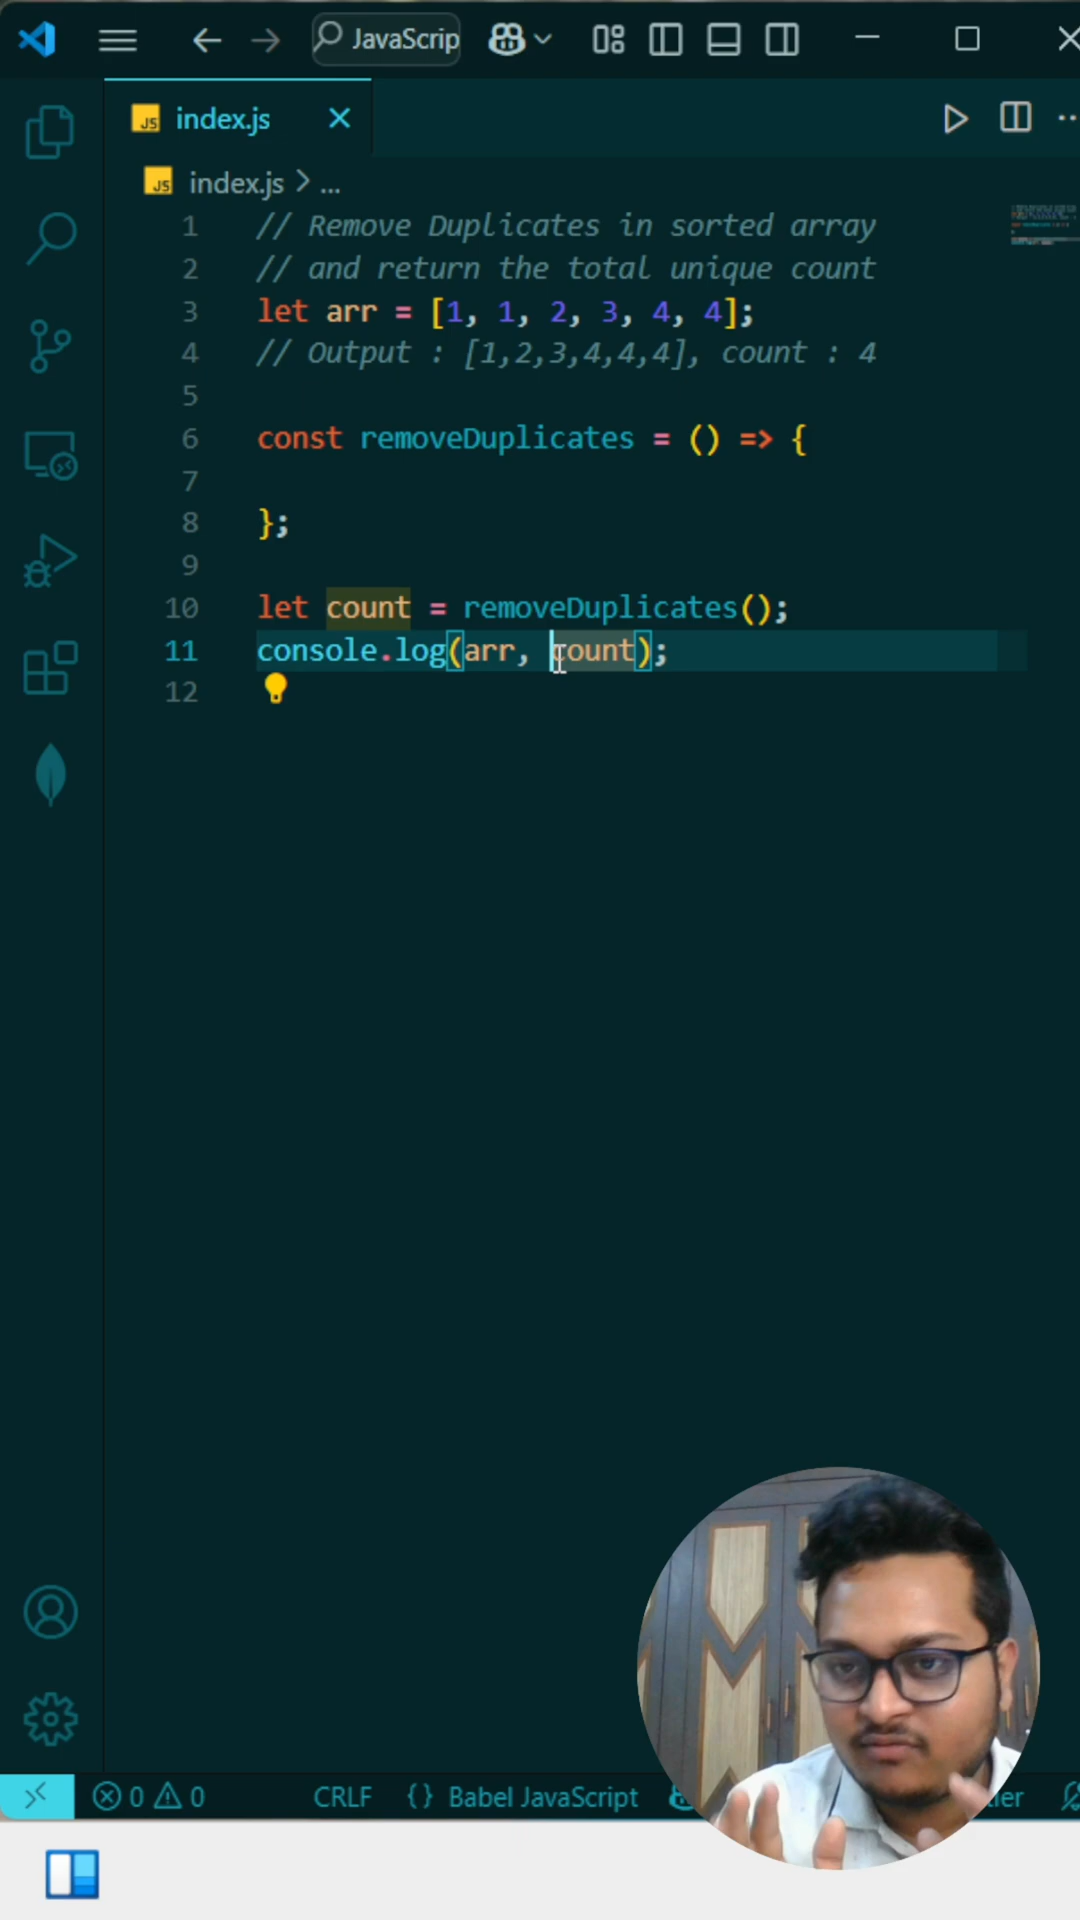 JavaScrip
JS index.js
JS index.js > ...
1 // Remove Duplicates in sorted array
2 // and return the total unique count
3 let arr = [1, 1, 2, 3, 4, 4];
4 // Output : [1,2,3,4,4,4], count : 4
5
6 const removeDuplicates = () => {
7
8 };
9
10 let count = removeDuplicates();
11 console.log(arr, count);
12
0 0 CRLF {} Babel JavaScript